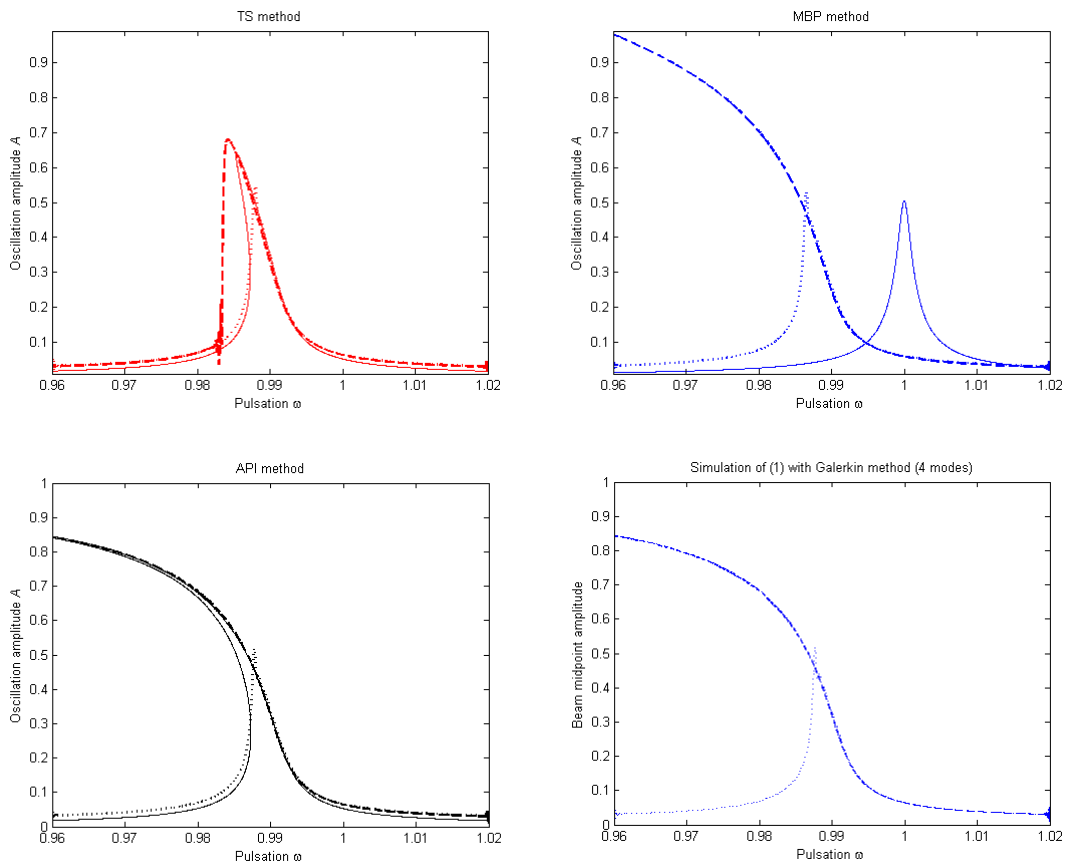 TS method
0.9
0.8
0.7
0.6
0.5
0.4
0.3
0.2
0.1
Oscillation amplitude A
0.96 0.97 0.98 0.99 1 1.01 1.02
Pulsation ω
MBP method
0.9
0.8
0.7
0.6
0.5
0.4
0.3
0.2
0.1
Oscillation amplitude A
0.96 0.97 0.98 0.99 1 1.01 1.02
Pulsation ω
API method
1
0.9
0.8
0.7
0.6
0.5
0.4
0.3
0.2
0.1
0
Oscillation amplitude A
0.96 0.97 0.98 0.99 1 1.01 1.02
Pulsation ω
Simulation of (1) with Galerkin method (4 modes)
1
0.9
0.8
0.7
0.6
0.5
0.4
0.3
0.2
0.1
0
Beam midpoint amplitude
0.96 0.97 0.98 0.99 1 1.01 1.02
Pulsation ω